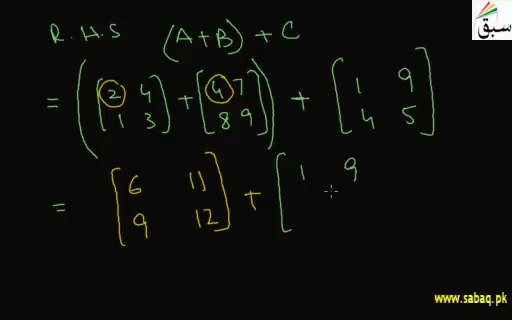 سبق
R.H.S (A+B) + C
= ([2 4; 1 3] + [4 7; 8 9]) + [1 9; 4 5]
= [6 11; 9 12] + [1 9
www.sabaq.pk